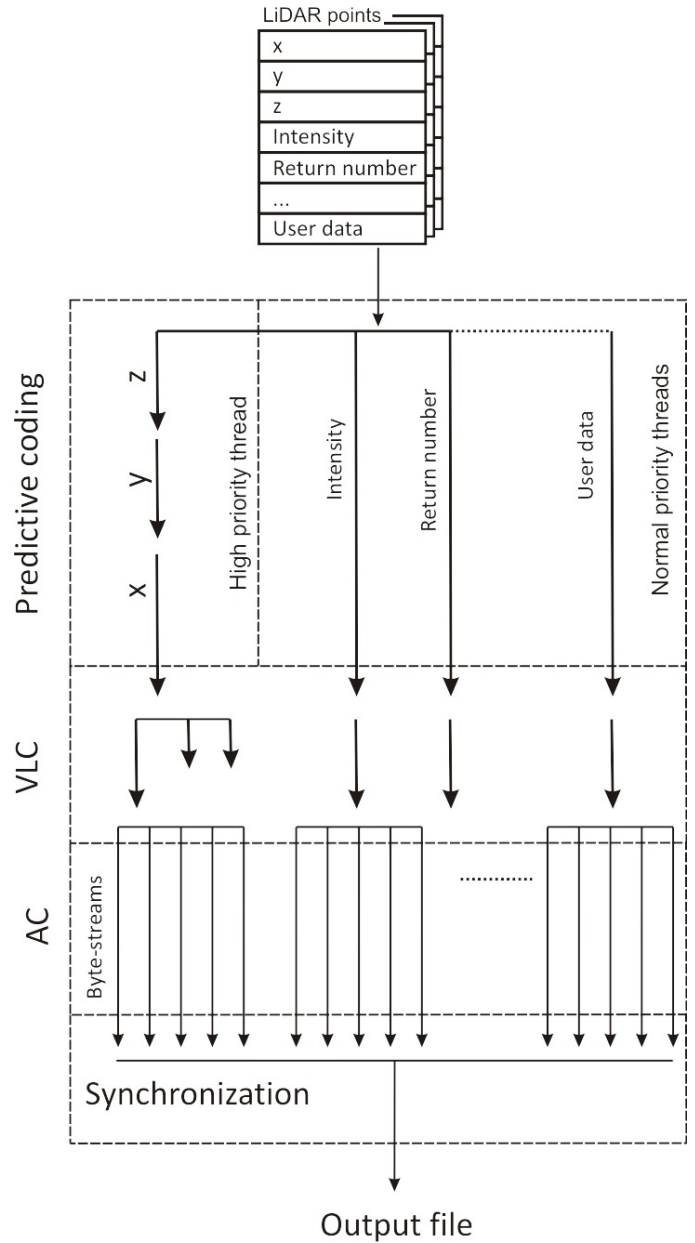 LiDAR points
x
y
z
Intensity
Return number
...
User data
Predictive coding
z
y
x
High priority thread
Intensity
Return number
User data
Normal priority threads
VLC
AC
Byte-streams
Synchronization
Output file